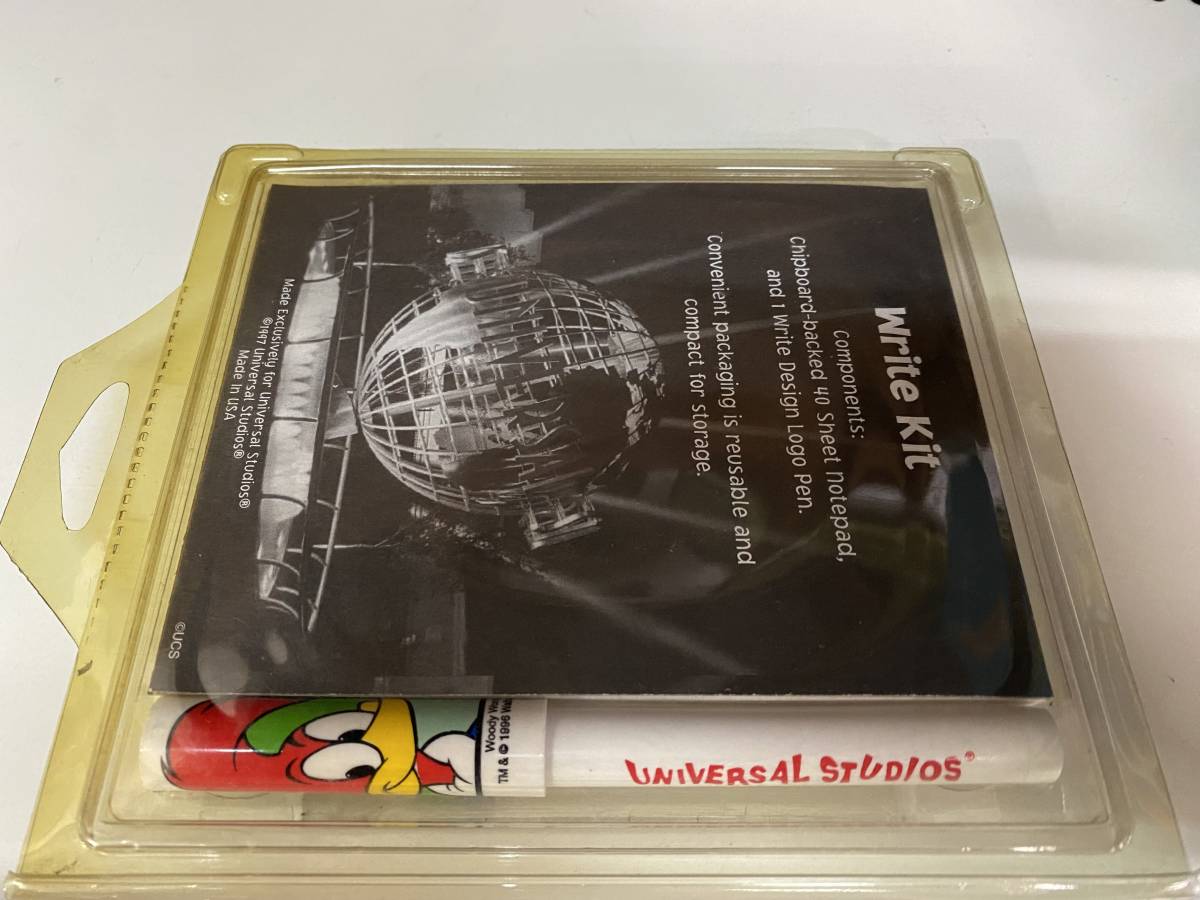 Write Kit
Components:
Chipboard-backed 40 Sheet notepad,
and 1 Write Design Logo Pen.
Convenient packaging is reusable and
compact for storage.
Made Exclusively for Universal Studios®
©1997 Universal Studios®
Made in USA
©UCS
Woody
TM & © 1996
UNIVERSAL STUDIOS®